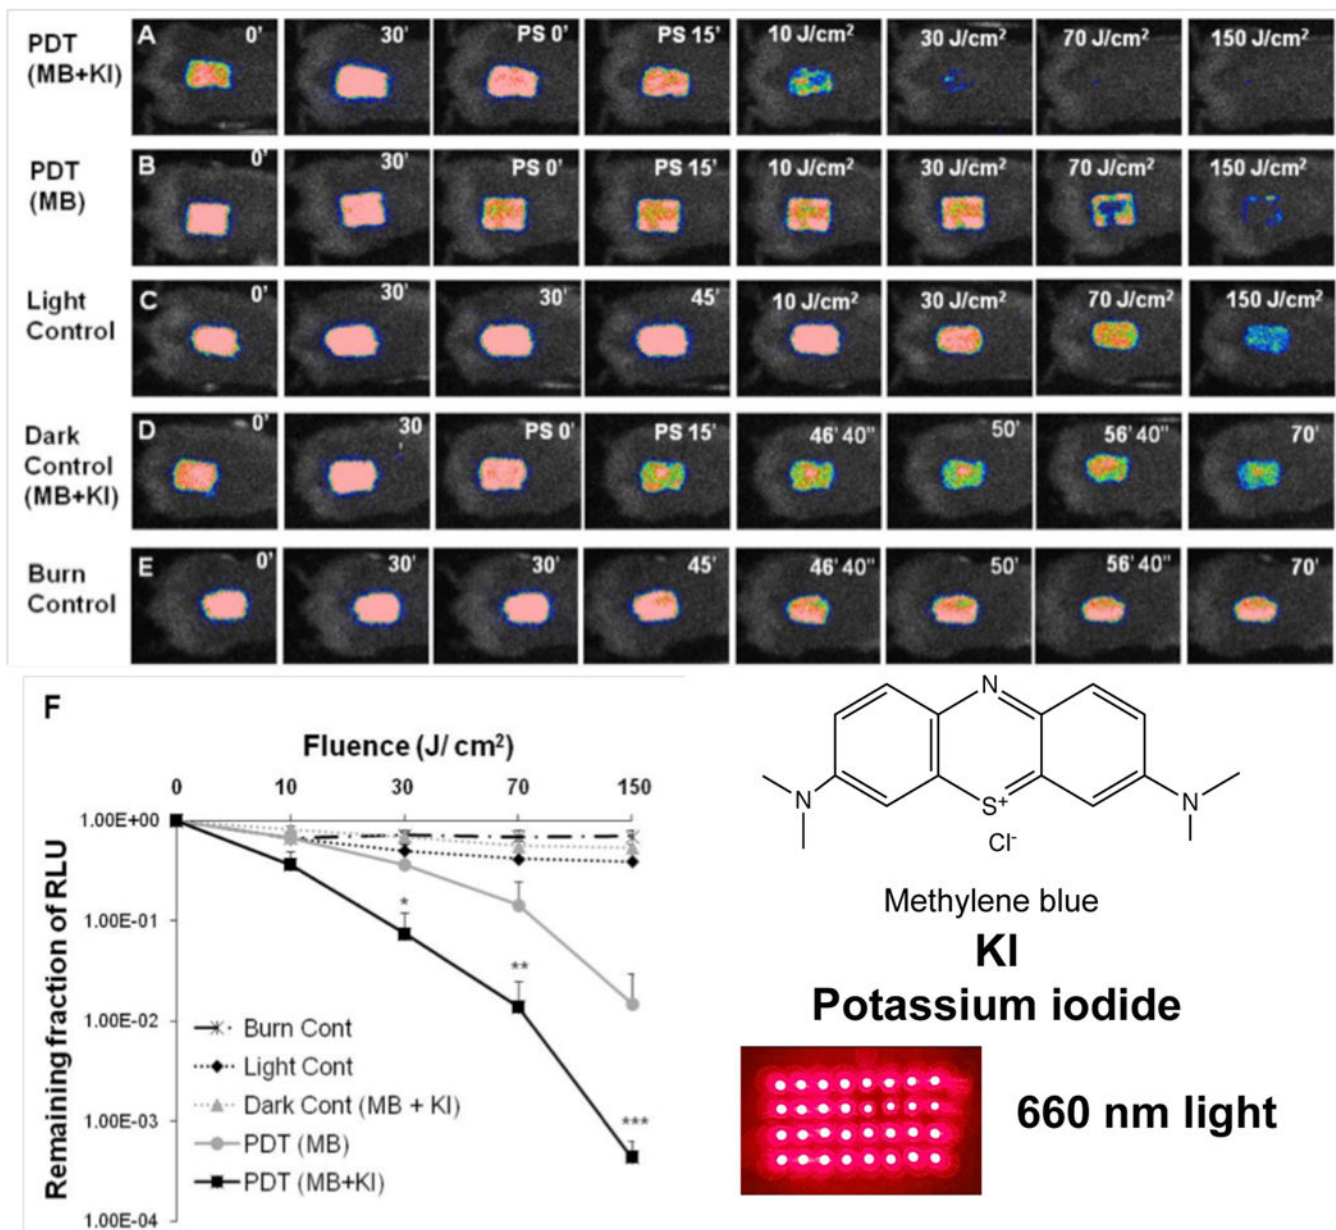 PDT
(MB+KI)
A 0' 30' PS 0' PS 15' 10 J/cm² 30 J/cm² 70 J/cm² 150 J/cm²
PDT
(MB)
B 0' 30' PS 0' PS 15' 10 J/cm² 30 J/cm² 70 J/cm² 150 J/cm²
Light
Control
C 0' 30' 30' 45' 10 J/cm² 30 J/cm² 70 J/cm² 150 J/cm²
Dark
Control
(MB+KI)
D 0' 30 ' PS 0' PS 15' 46' 40" 50' 56' 40" 70'
Burn
Control
E 0' 30' 30' 45' 46' 40" 50' 56' 40" 70'
F
Fluence (J/ cm²)
0 10 30 70 150
Remaining fraction of RLU
1.00E+00
1.00E-01
1.00E-02
1.00E-03
1.00E-04
*
**
***
Burn Cont
Light Cont
Dark Cont (MB + KI)
PDT (MB)
PDT (MB+KI)
N
N
S⁺
N
Cl⁻
Methylene blue
KI
Potassium iodide
660 nm light